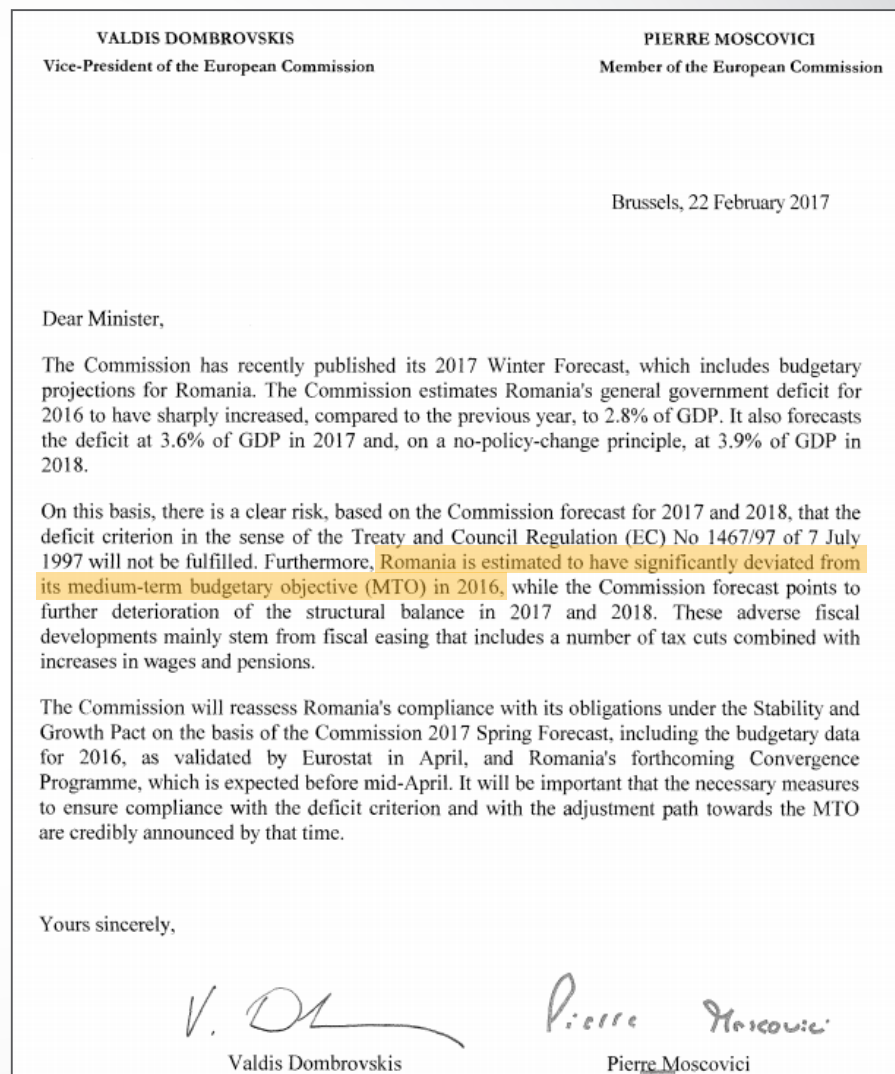 VALDIS DOMBROVSKIS
Vice-President of the European Commission
PIERRE MOSCOVICI
Member of the European Commission
Brussels, 22 February 2017
Dear Minister,
The Commission has recently published its 2017 Winter Forecast, which includes budgetary
projections for Romania. The Commission estimates Romania's general government deficit for
2016 to have sharply increased, compared to the previous year, to 2.8% of GDP. It also forecasts
the deficit at 3.6% of GDP in 2017 and, on a no-policy-change principle, at 3.9% of GDP in
2018.
On this basis, there is a clear risk, based on the Commission forecast for 2017 and 2018, that the
deficit criterion in the sense of the Treaty and Council Regulation (EC) No 1467/97 of 7 July
1997 will not be fulfilled. Furthermore, Romania is estimated to have significantly deviated from
its medium-term budgetary objective (MTO) in 2016, while the Commission forecast points to
further deterioration of the structural balance in 2017 and 2018. These adverse fiscal
developments mainly stem from fiscal easing that includes a number of tax cuts combined with
increases in wages and pensions.
The Commission will reassess Romania's compliance with its obligations under the Stability and
Growth Pact on the basis of the Commission 2017 Spring Forecast, including the budgetary data
for 2016, as validated by Eurostat in April, and Romania's forthcoming Convergence
Programme, which is expected before mid-April. It will be important that the necessary measures
to ensure compliance with the deficit criterion and with the adjustment path towards the MTO
are credibly announced by that time.
Yours sincerely,
V. D
Pierre Moscovici
Valdis Dombrovskis
Pierre Moscovici